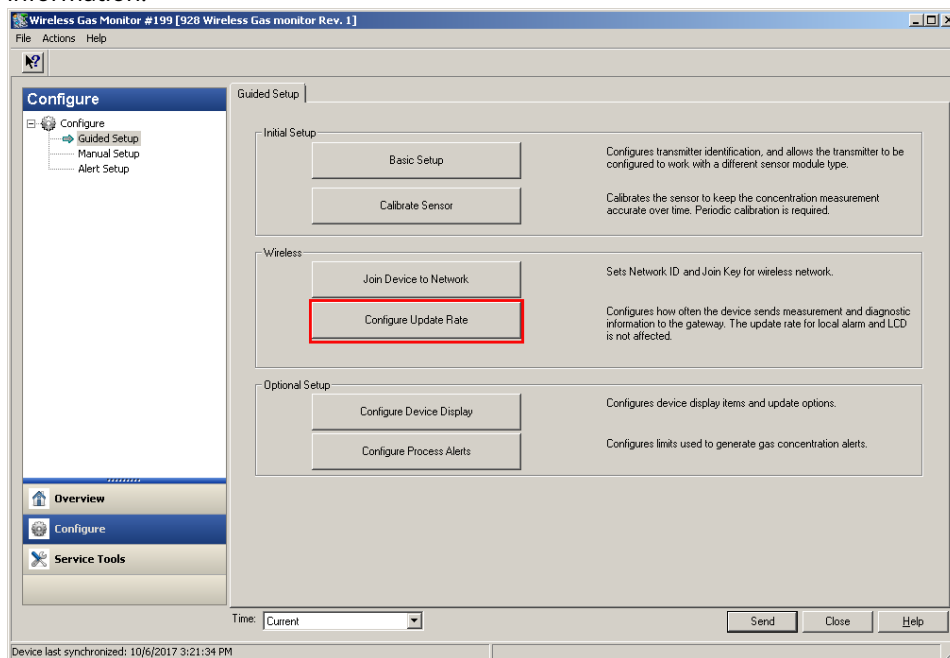 information.
Wireless Gas Monitor #199 [928 Wireless Gas monitor Rev. 1]
File Actions Help
Configure
Configure
Guided Setup
Manual Setup
Alert Setup
Overview
Configure
Service Tools
Guided Setup
Initial Setup
Basic Setup
Configures transmitter identification, and allows the transmitter to be
configured to work with a different sensor module type.
Calibrate Sensor
Calibrates the sensor to keep the concentration measurement
accurate over time. Periodic calibration is required.
Wireless
Join Device to Network
Sets Network ID and Join Key for wireless network.
Configure Update Rate
Configures how often the device sends measurement and diagnostic
information to the gateway. The update rate for local alarm and LCD
is not affected.
Optional Setup
Configure Device Display
Configures device display items and update options.
Configure Process Alerts
Configures limits used to generate gas concentration alerts.
Time: Current
Send Close Help
Device last synchronized: 10/6/2017 3:21:34 PM